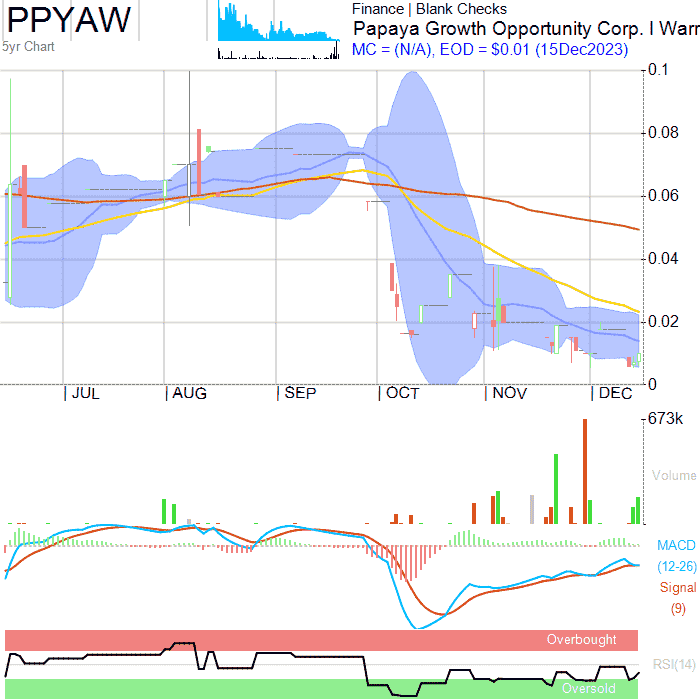 PPYAW
Finance | Blank Checks
Papaya Growth Opportunity Corp. I Warr
5yr Chart
MC = (N/A), EOD = $0.01 (15Dec2023)
0.1
0.08
0.06
0.04
0.02
0
JUL AUG SEP OCT NOV DEC
673k
Volume
MACD
(12-26)
Signal
(9)
Overbought
RSI(14)
Oversold